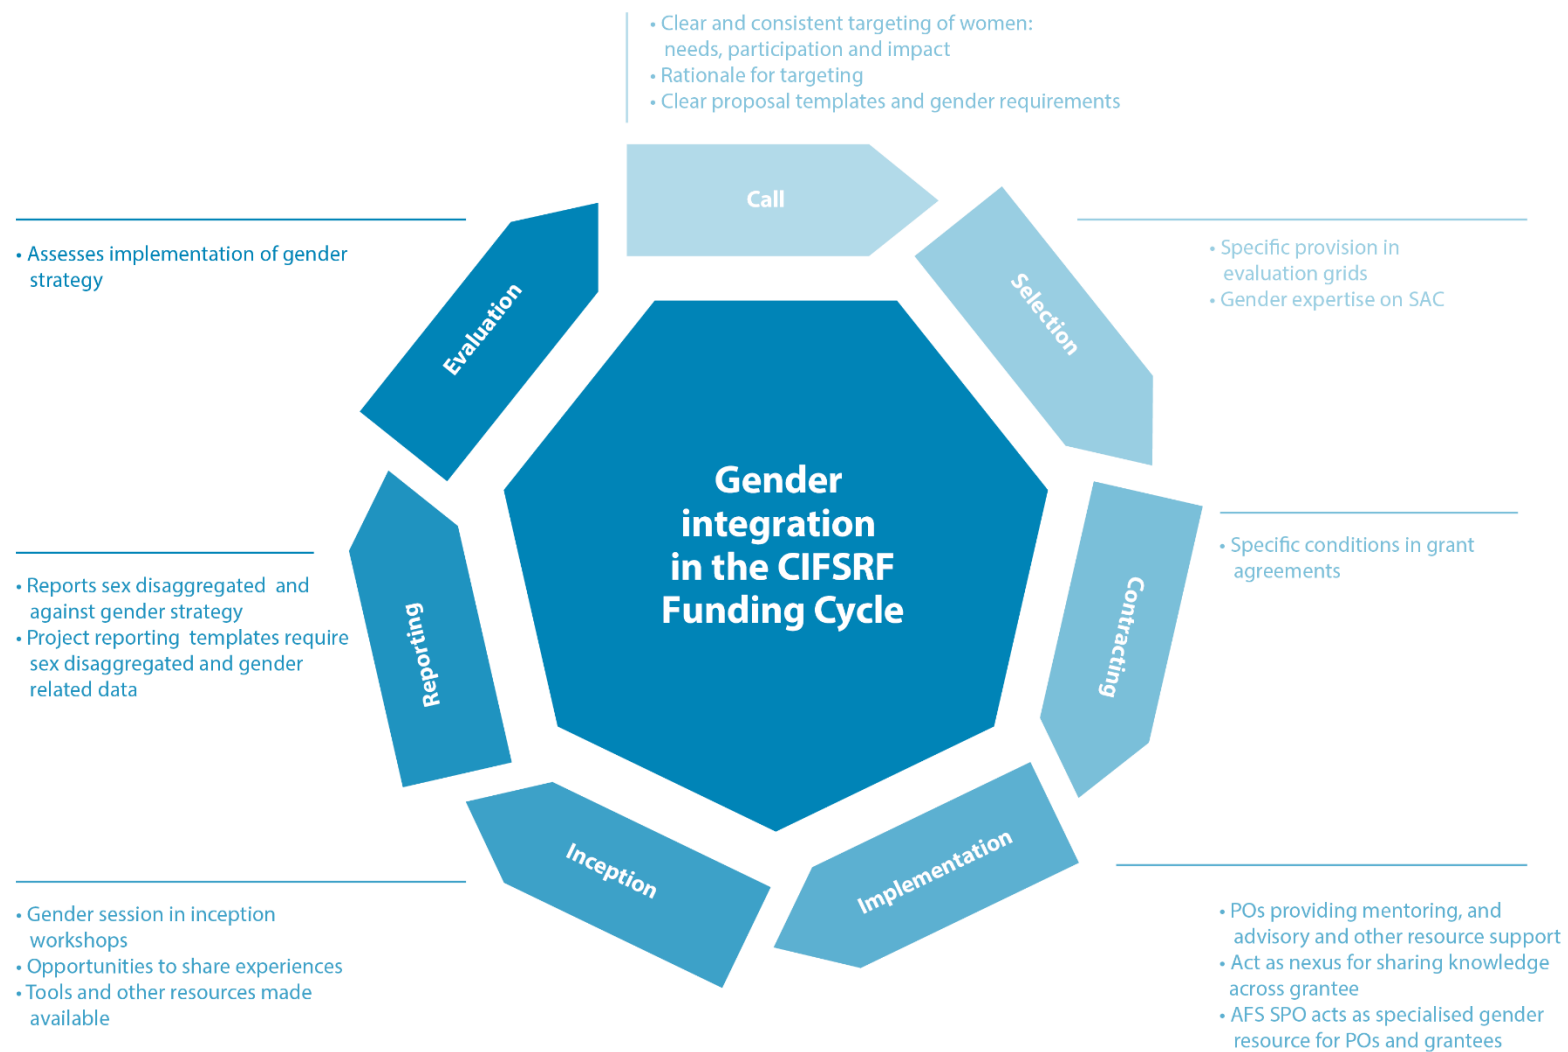 • Clear and consistent targeting of women:
needs, participation and impact
• Rationale for targeting
• Clear proposal templates and gender requirements
Call
• Specific provision in
evaluation grids
• Gender expertise on SAC
Selection
• Specific conditions in grant
agreements
Contracting
• POs providing mentoring, and
advisory and other resource support
• Act as nexus for sharing knowledge
across grantee
• AFS SPO acts as specialised gender
resource for POs and grantees
Implementation
• Gender session in inception
workshops
• Opportunities to share experiences
• Tools and other resources made
available
Inception
• Reports sex disaggregated and
against gender strategy
• Project reporting templates require
sex disaggregated and gender
related data
Reporting
• Assesses implementation of gender
strategy
Evaluation
Gender
integration
in the CIFSRF
Funding Cycle